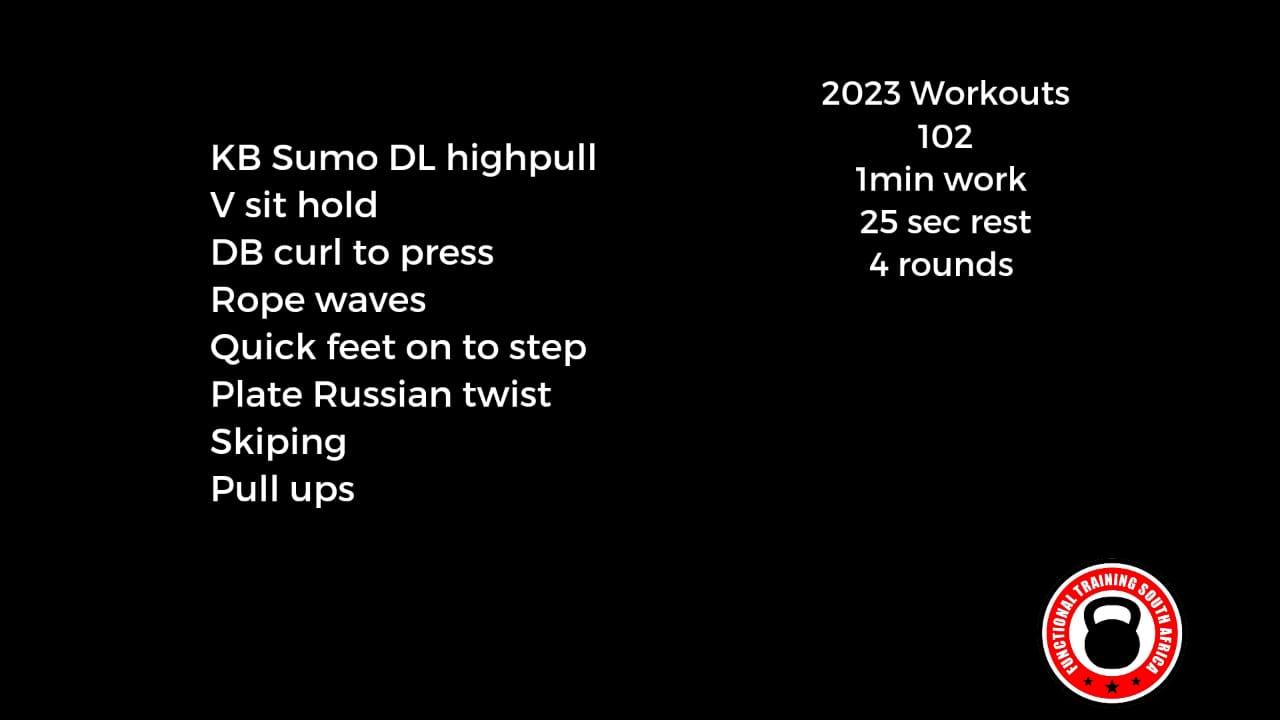 KB Sumo DL highpull
V sit hold
DB curl to press
Rope waves
Quick feet on to step
Plate Russian twist
Skiping
Pull ups
2023 Workouts
102
1min work
25 sec rest
4 rounds
FUNCTIONAL TRAINING SOUTH AFRICA